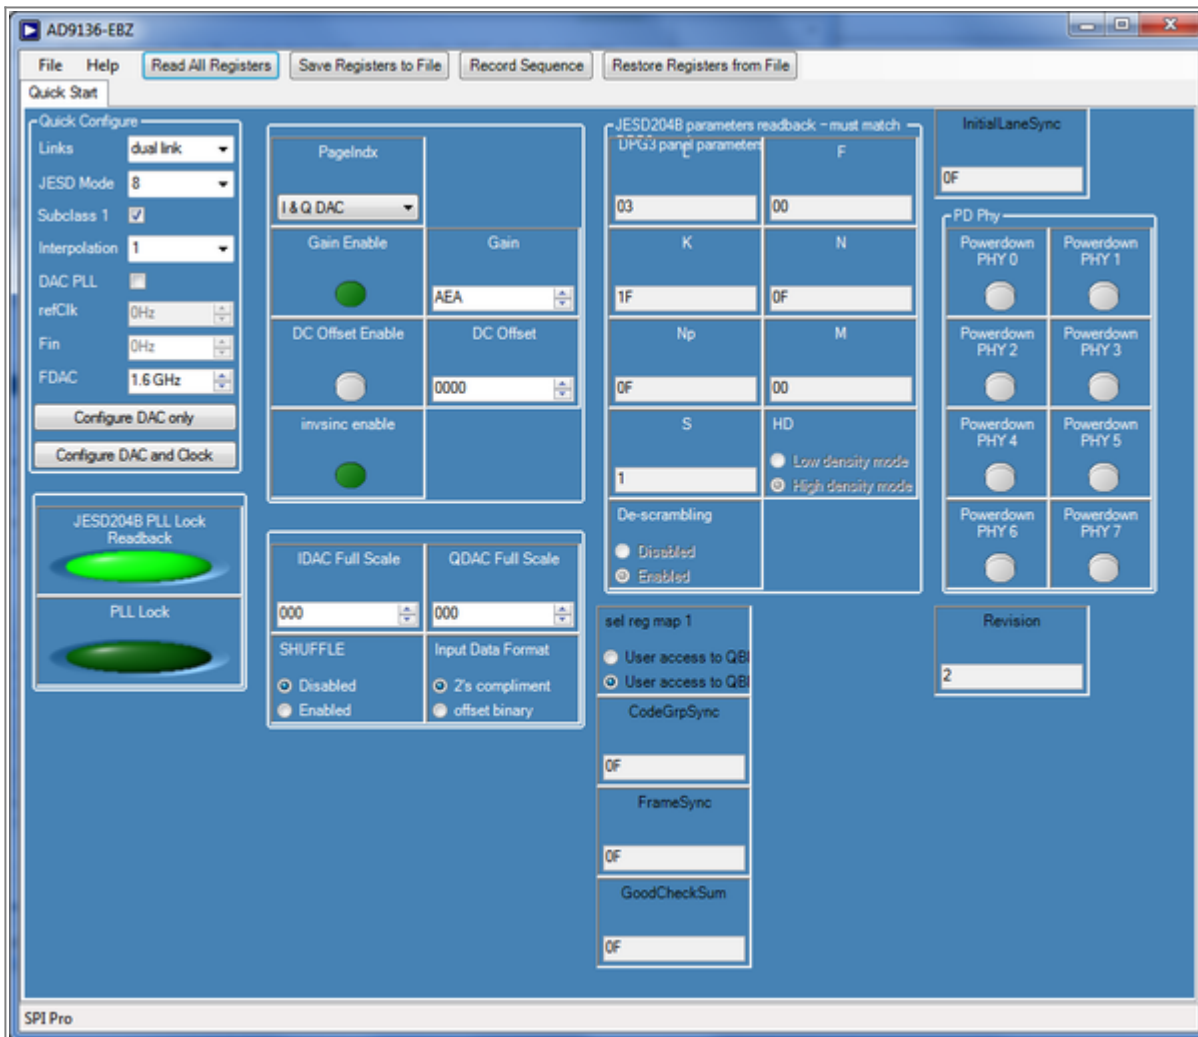 AD9136-EBZ
File Help Read All Registers Save Registers to File Record Sequence Restore Registers from File
Quick Start
Quick Configure
Links dual link
JESD Mode 8
Subclass 1
Interpolation 1
DAC PLL
refClk 0Hz
Fin 0Hz
FDAC 1.6 GHz
Configure DAC only
Configure DAC and Clock
JESD204B PLL Lock
Readback
PLL Lock
PageIndx
I & Q DAC
Gain Enable
Gain
AEA
DC Offset Enable
DC Offset
0000
invsinc enable
IDAC Full Scale
000
QDAC Full Scale
000
SHUFFLE
Disabled
Enabled
Input Data Format
2's compliment
offset binary
JESD204B parameters readback - must match
DPG3 panel parameters
L
03
F
00
K
1F
N
0F
Np
0F
M
00
S
1
HD
Low density mode
High density mode
De-scrambling
Disabled
Enabled
sel reg map 1
User access to QB
User access to QB
CodeGrpSync
0F
FrameSync
0F
GoodCheckSum
0F
InitialLaneSync
0F
PD Phy
Powerdown
PHY 0
Powerdown
PHY 1
Powerdown
PHY 2
Powerdown
PHY 3
Powerdown
PHY 4
Powerdown
PHY 5
Powerdown
PHY 6
Powerdown
PHY 7
Revision
2
SPI Pro